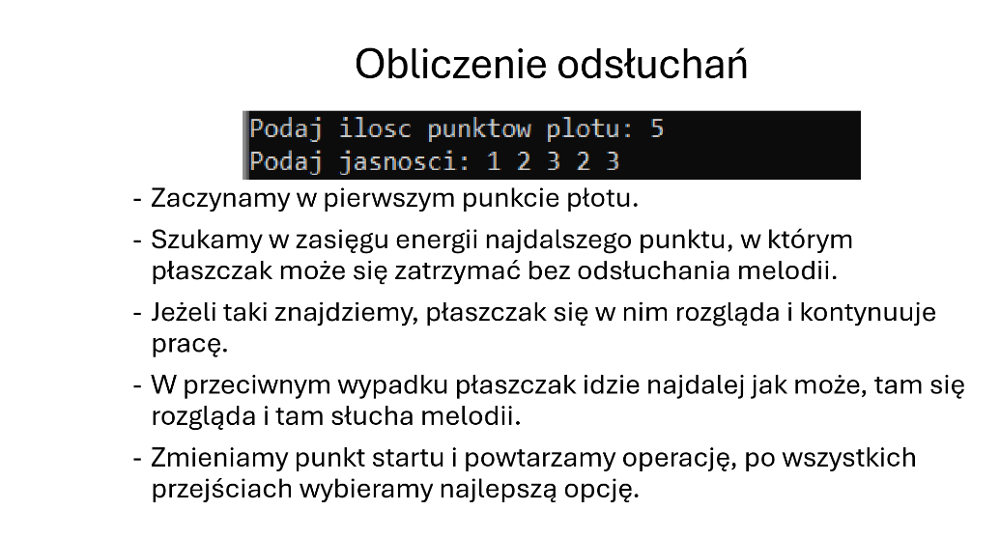 Obliczenie odsłuchań
Podaj ilosc punktow plotu: 5
Podaj jasnosci: 1 2 3 2 3
- Zaczynamy w pierwszym punkcie płotu.
- Szukamy w zasięgu energii najdalszego punktu, w którym
płaszczak może się zatrzymać bez odsłuchania melodii.
- Jeżeli taki znajdziemy, płaszczak się w nim rozgląda i kontynuuje
pracę.
- W przeciwnym wypadku płaszczak idzie najdalej jak może, tam się
rozgląda i tam słucha melodii.
- Zmieniamy punkt startu i powtarzamy operację, po wszystkich
przejściach wybieramy najlepszą opcję.